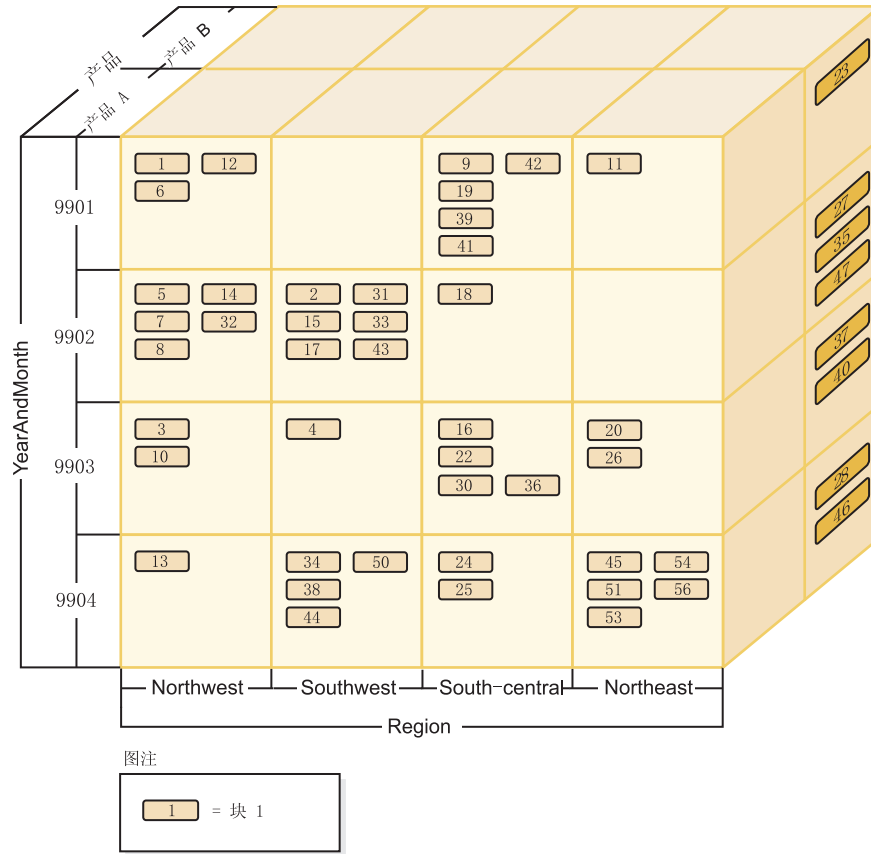 产品
产品 B
产品 A
23
1 12 9 42 11
6 19
9901
39
41
27
35
47
5 14 2 31 18
7 32 15 33
8 17 43
9902
37
40
YearAndMonth
3 4 16 20
10 22 26
30 36
9903
28
46
13 34 50 24 45 54
38 25 51 56
44 53
9904
Northwest Southwest South-central Northeast
Region
图注
1 = 块 1